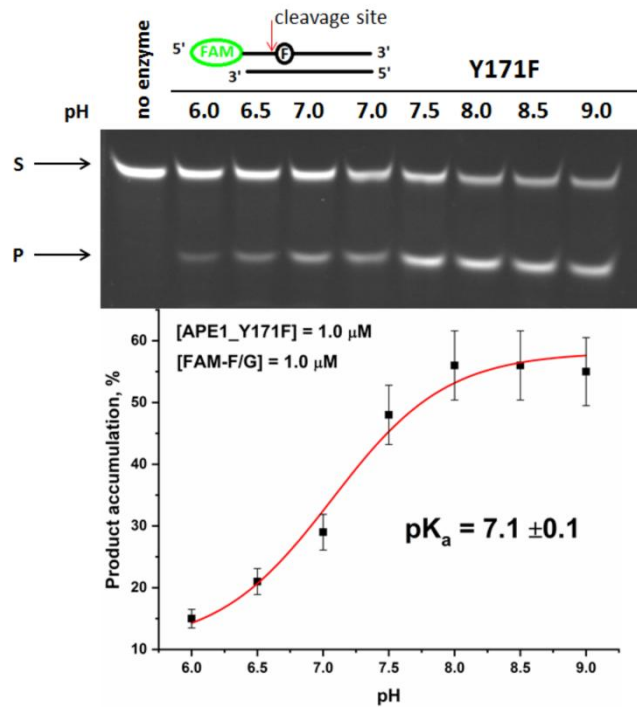 cleavage site
5' FAM F 3'
3' 5'
no enzyme
Y171F
pH 6.0 6.5 7.0 7.0 7.5 8.0 8.5 9.0
S
P
[APE1_Y171F] = 1.0 μM
[FAM-F/G] = 1.0 μM
pKₐ = 7.1 ±0.1
Product accumulation, %
60
50
40
30
20
10
6.0 6.5 7.0 7.5 8.0 8.5 9.0
pH